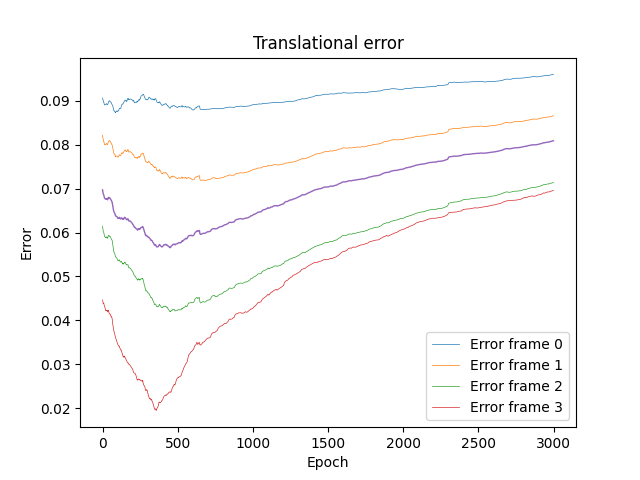 Translational error
Error
0.09
0.08
0.07
0.06
0.05
0.04
0.03
0.02
Error frame 0
Error frame 1
Error frame 2
Error frame 3
0 500 1000 1500 2000 2500 3000
Epoch